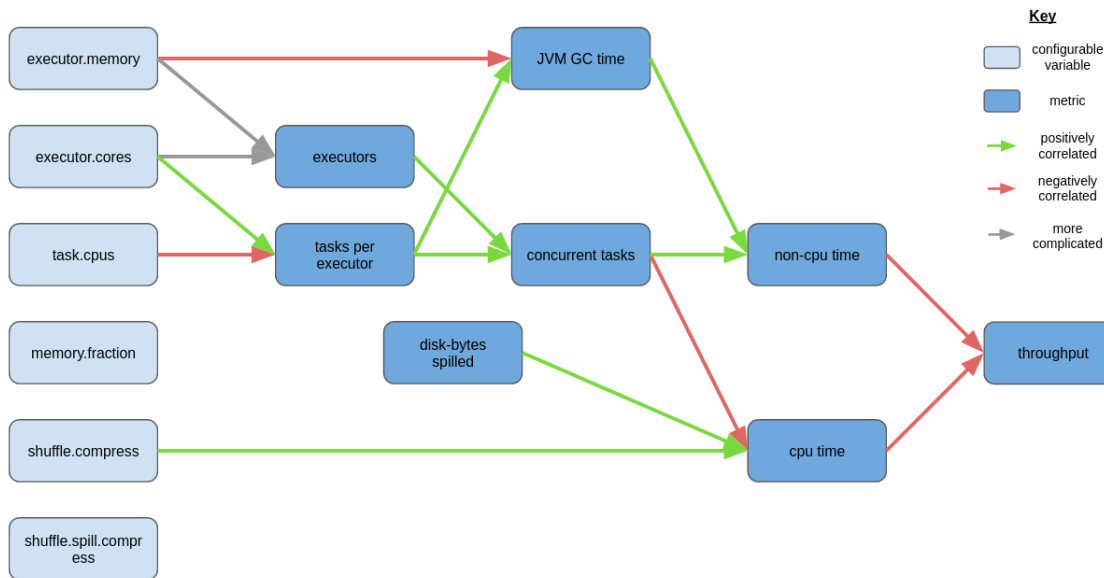 Key
executor.memory
JVM GC time
configurable
variable
metric
executor.cores
executors
positively
correlated
negatively
correlated
task.cpus
tasks per
executor
concurrent tasks
non-cpu time
more
complicated
memory.fraction
disk-bytes
spilled
throughput
shuffle.compress
cpu time
shuffle.spill.compr
ess